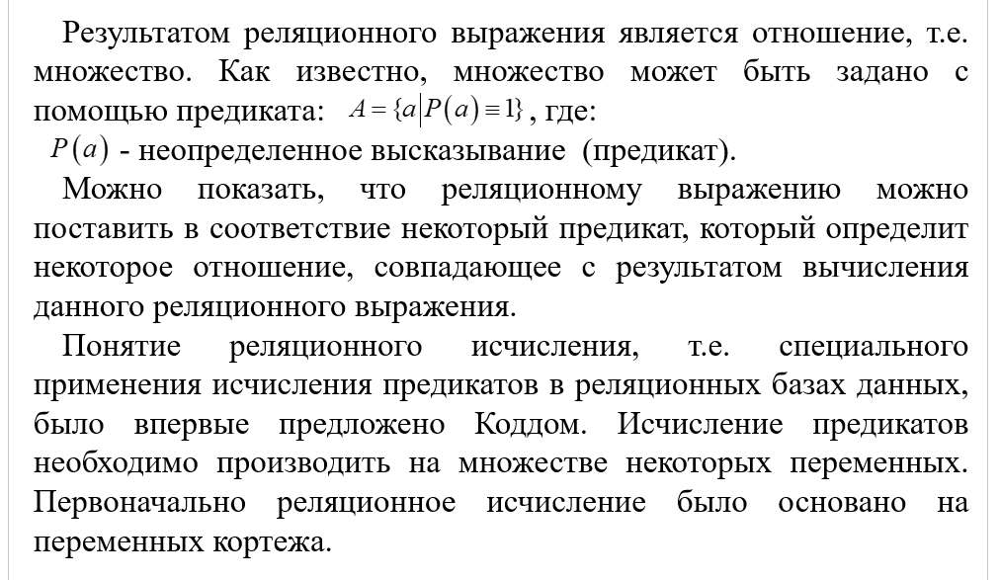 Результатом реляционного выражения является отношение, т.е.
множество. Как известно, множество может быть задано с
помощью предиката: A = {a|P(a) ≡ 1}, где:
P(a) - неопределенное высказывание (предикат).
Можно показать, что реляционному выражению можно
поставить в соответствие некоторый предикат, который определит
некоторое отношение, совпадающее с результатом вычисления
данного реляционного выражения.
Понятие реляционного исчисления, т.е. специального
применения исчисления предикатов в реляционных базах данных,
было впервые предложено Коддом. Исчисление предикатов
необходимо производить на множестве некоторых переменных.
Первоначально реляционное исчисление было основано на
переменных кортежа.